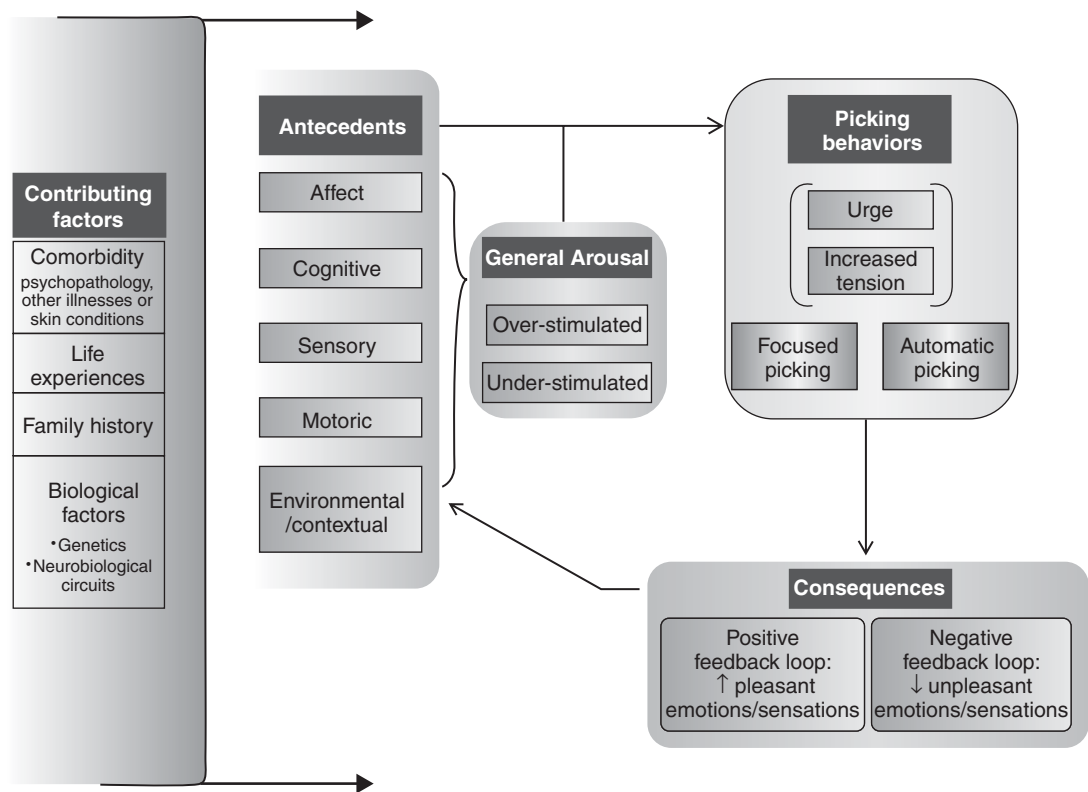 Contributing
factors
Comorbidity
psychopathology,
other illnesses or
skin conditions
Life
experiences
Family history
Biological
factors
•Genetics
•Neurobiological
circuits
Antecedents
Affect
Cognitive
Sensory
Motoric
Environmental
/contextual
General Arousal
Over-stimulated
Under-stimulated
Picking
behaviors
Urge
Increased
tension
Focused
picking
Automatic
picking
Consequences
Positive
feedback loop:
↑ pleasant
emotions/sensations
Negative
feedback loop:
↓ unpleasant
emotions/sensations